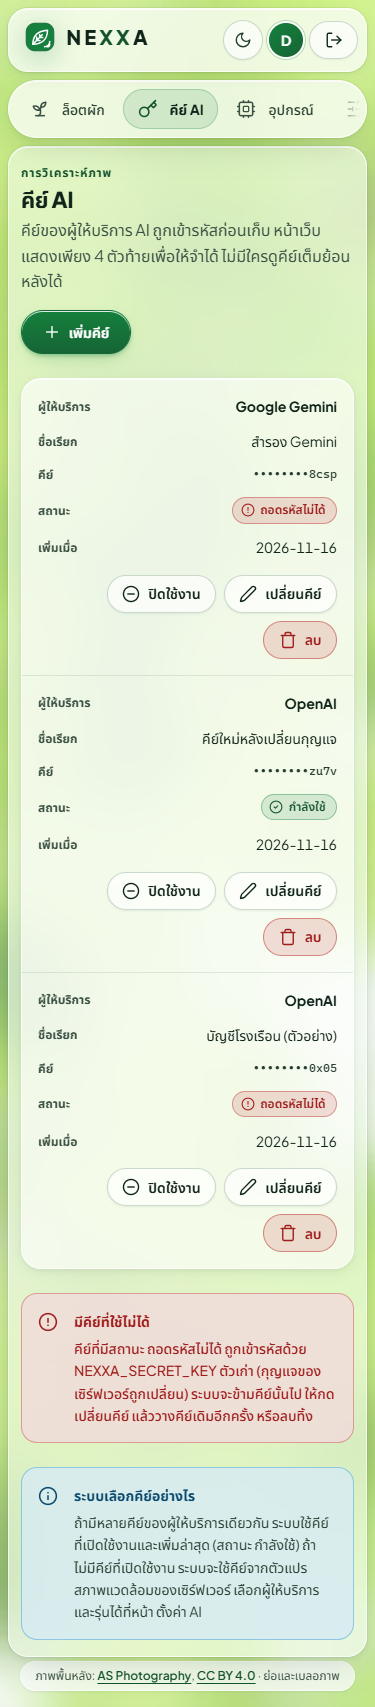 NEXXA
D
ล็อตผัก
คีย์ AI
อุปกรณ์
การวิเคราะห์ภาพ
คีย์ AI
คีย์ของผู้ให้บริการ AI ถูกเข้ารหัสก่อนเก็บ หน้าเว็บ
แสดงเพียง 4 ตัวท้ายเพื่อให้จำได้ ไม่มีใครดูคีย์เต็มย้อน
หลังได้
เพิ่มคีย์
ผู้ให้บริการ Google Gemini
ชื่อเรียก สำรอง Gemini
คีย์ ••••••••8csp
สถานะ ถอดรหัสไม่ได้
เพิ่มเมื่อ 2026-11-16
ปิดใช้งาน เปลี่ยนคีย์
ลบ
ผู้ให้บริการ OpenAI
ชื่อเรียก คีย์ใหม่หลังเปลี่ยนกุญแจ
คีย์ ••••••••zu7v
สถานะ กำลังใช้
เพิ่มเมื่อ 2026-11-16
ปิดใช้งาน เปลี่ยนคีย์
ลบ
ผู้ให้บริการ OpenAI
ชื่อเรียก บัญชีโรงเรือน (ตัวอย่าง)
คีย์ ••••••••0x05
สถานะ ถอดรหัสไม่ได้
เพิ่มเมื่อ 2026-11-16
ปิดใช้งาน เปลี่ยนคีย์
ลบ
มีคีย์ที่ใช้ไม่ได้
คีย์ที่มีสถานะ ถอดรหัสไม่ได้ ถูกเข้ารหัสด้วย
NEXXA_SECRET_KEY ตัวเก่า (กุญแจของ
เซิร์ฟเวอร์ถูกเปลี่ยน) ระบบจะข้ามคีย์นั้นไป ให้กด
เปลี่ยนคีย์ แล้ววางคีย์เดิมอีกครั้ง หรือลบทิ้ง
ระบบเลือกคีย์อย่างไร
ถ้ามีหลายคีย์ของผู้ให้บริการเดียวกัน ระบบใช้คีย์
ที่เปิดใช้งานและเพิ่มล่าสุด (สถานะ กำลังใช้) ถ้า
ไม่มีคีย์ที่เปิดใช้งาน ระบบจะใช้คีย์จากตัวแปร
สภาพแวดล้อมของเซิร์ฟเวอร์ เลือกผู้ให้บริการ
และรุ่นได้ที่หน้า ตั้งค่า AI
ภาพพื้นหลัง: AS Photography, CC BY 4.0 · ย่อและเบลอภาพ